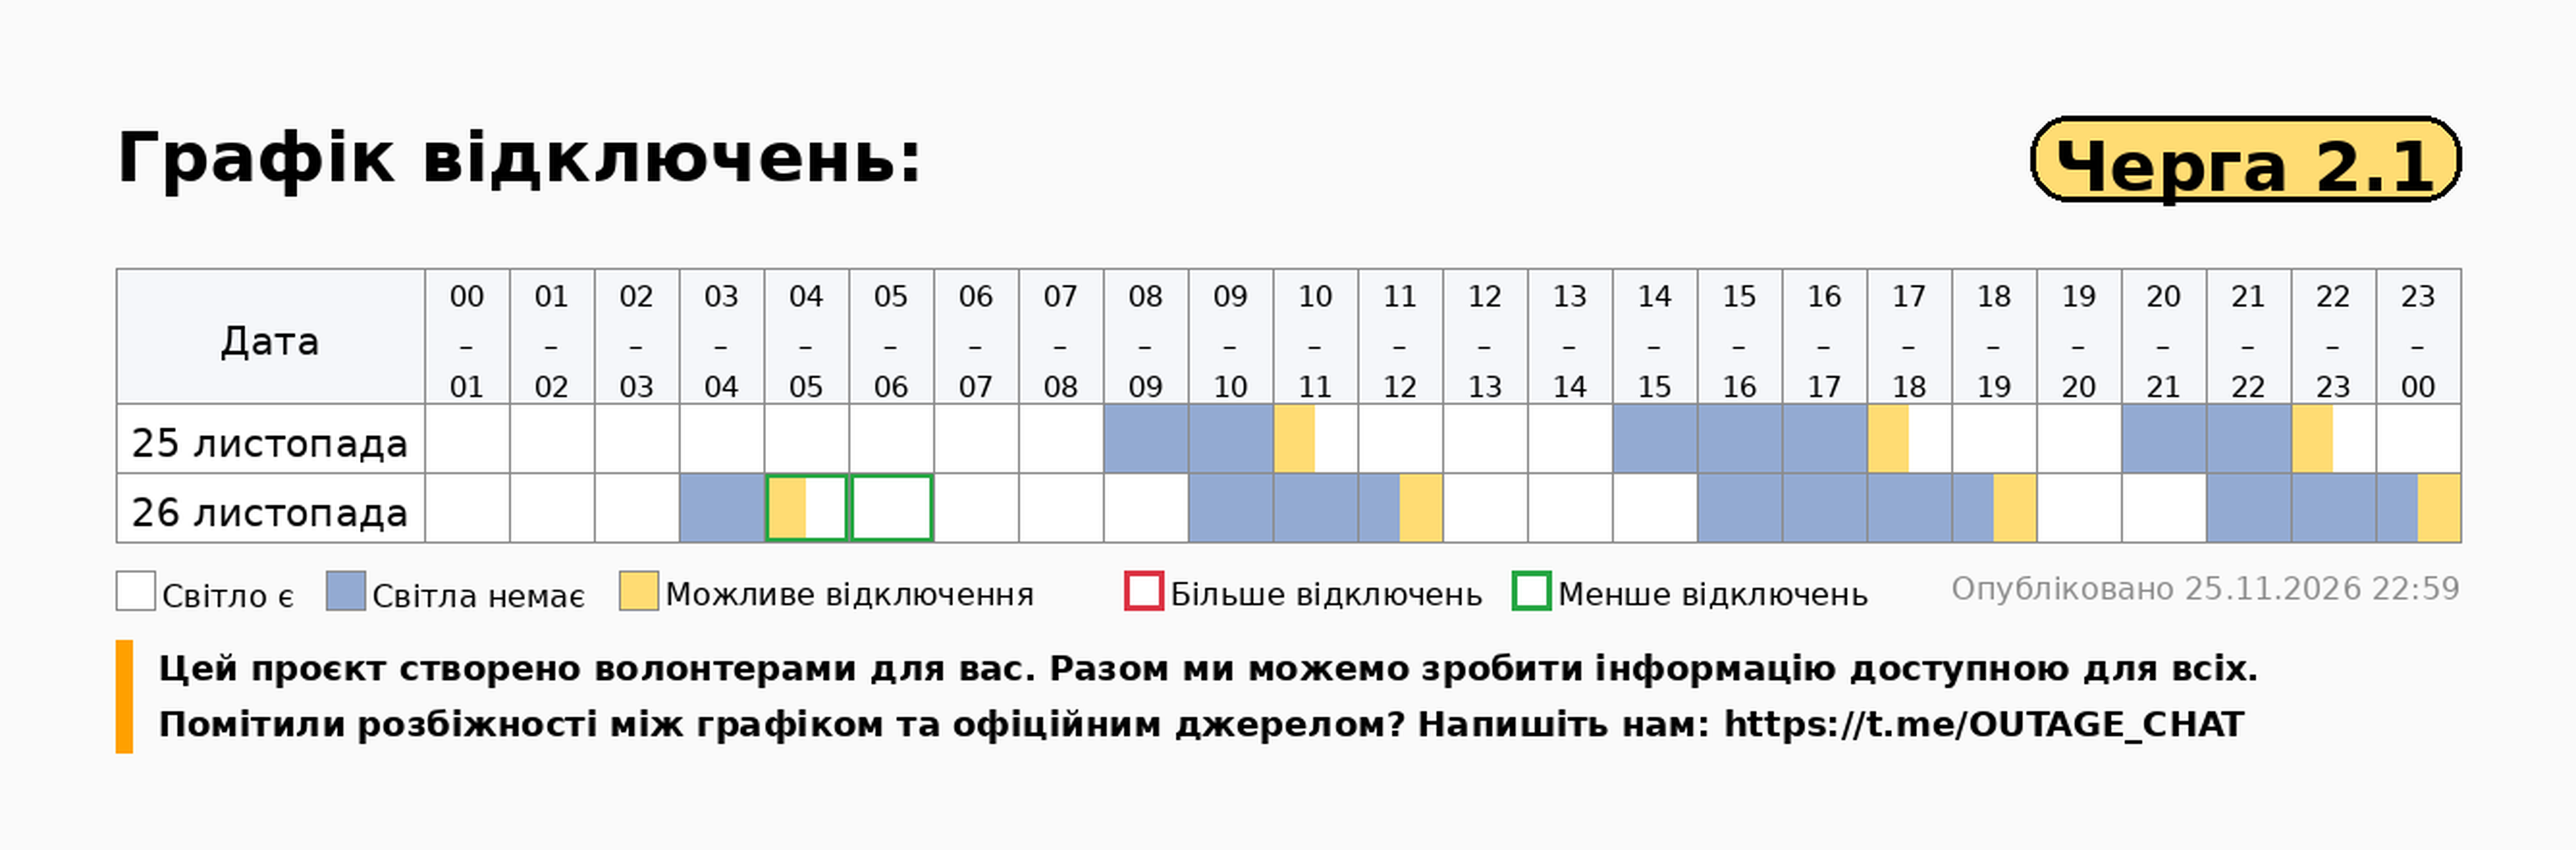 Графік відключень:
Черга 2.1
Дата
00 – 01
01 – 02
02 – 03
03 – 04
04 – 05
05 – 06
06 – 07
07 – 08
08 – 09
09 – 10
10 – 11
11 – 12
12 – 13
13 – 14
14 – 15
15 – 16
16 – 17
17 – 18
18 – 19
19 – 20
20 – 21
21 – 22
22 – 23
23 – 00
25 листопада
26 листопада
Світло є
Світла немає
Можливе відключення
Більше відключень
Менше відключень
Опубліковано 25.11.2026 22:59
Цей проєкт створено волонтерами для вас. Разом ми можемо зробити інформацію доступною для всіх.
Помітили розбіжності між графіком та офіційним джерелом? Напишіть нам: https://t.me/OUTAGE_CHAT